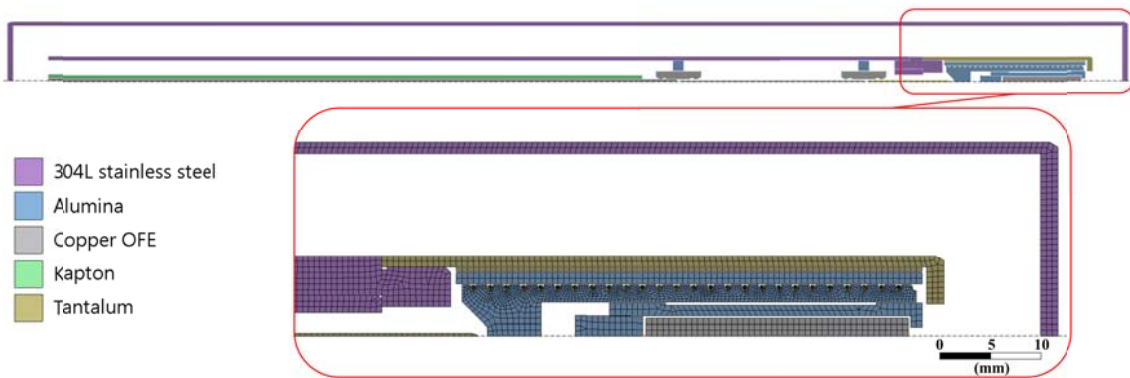 304L stainless steel
Alumina
Copper OFE
Kapton
Tantalum
0 5 10
(mm)